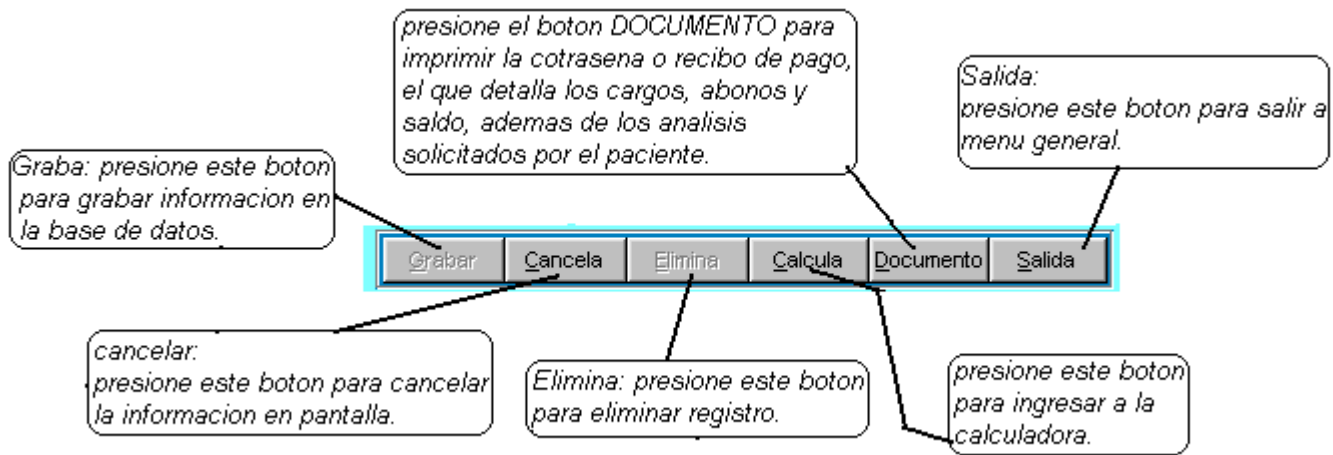 presione el boton DOCUMENTO para
imprimir la cotrasena o recibo de pago,
el que detalla los cargos, abonos y
saldo, ademas de los analisis
solicitados por el paciente.
Salida:
presione este boton para salir a
menu general.
Graba: presione este boton
para grabar informacion en
la base de datos.
Grabar Cancela Elimina Calcula Documento Salida
cancelar:
presione este boton para cancelar
la informacion en pantalla.
Elimina: presione este boton
para eliminar registro.
presione este boton
para ingresar a la
calculadora.